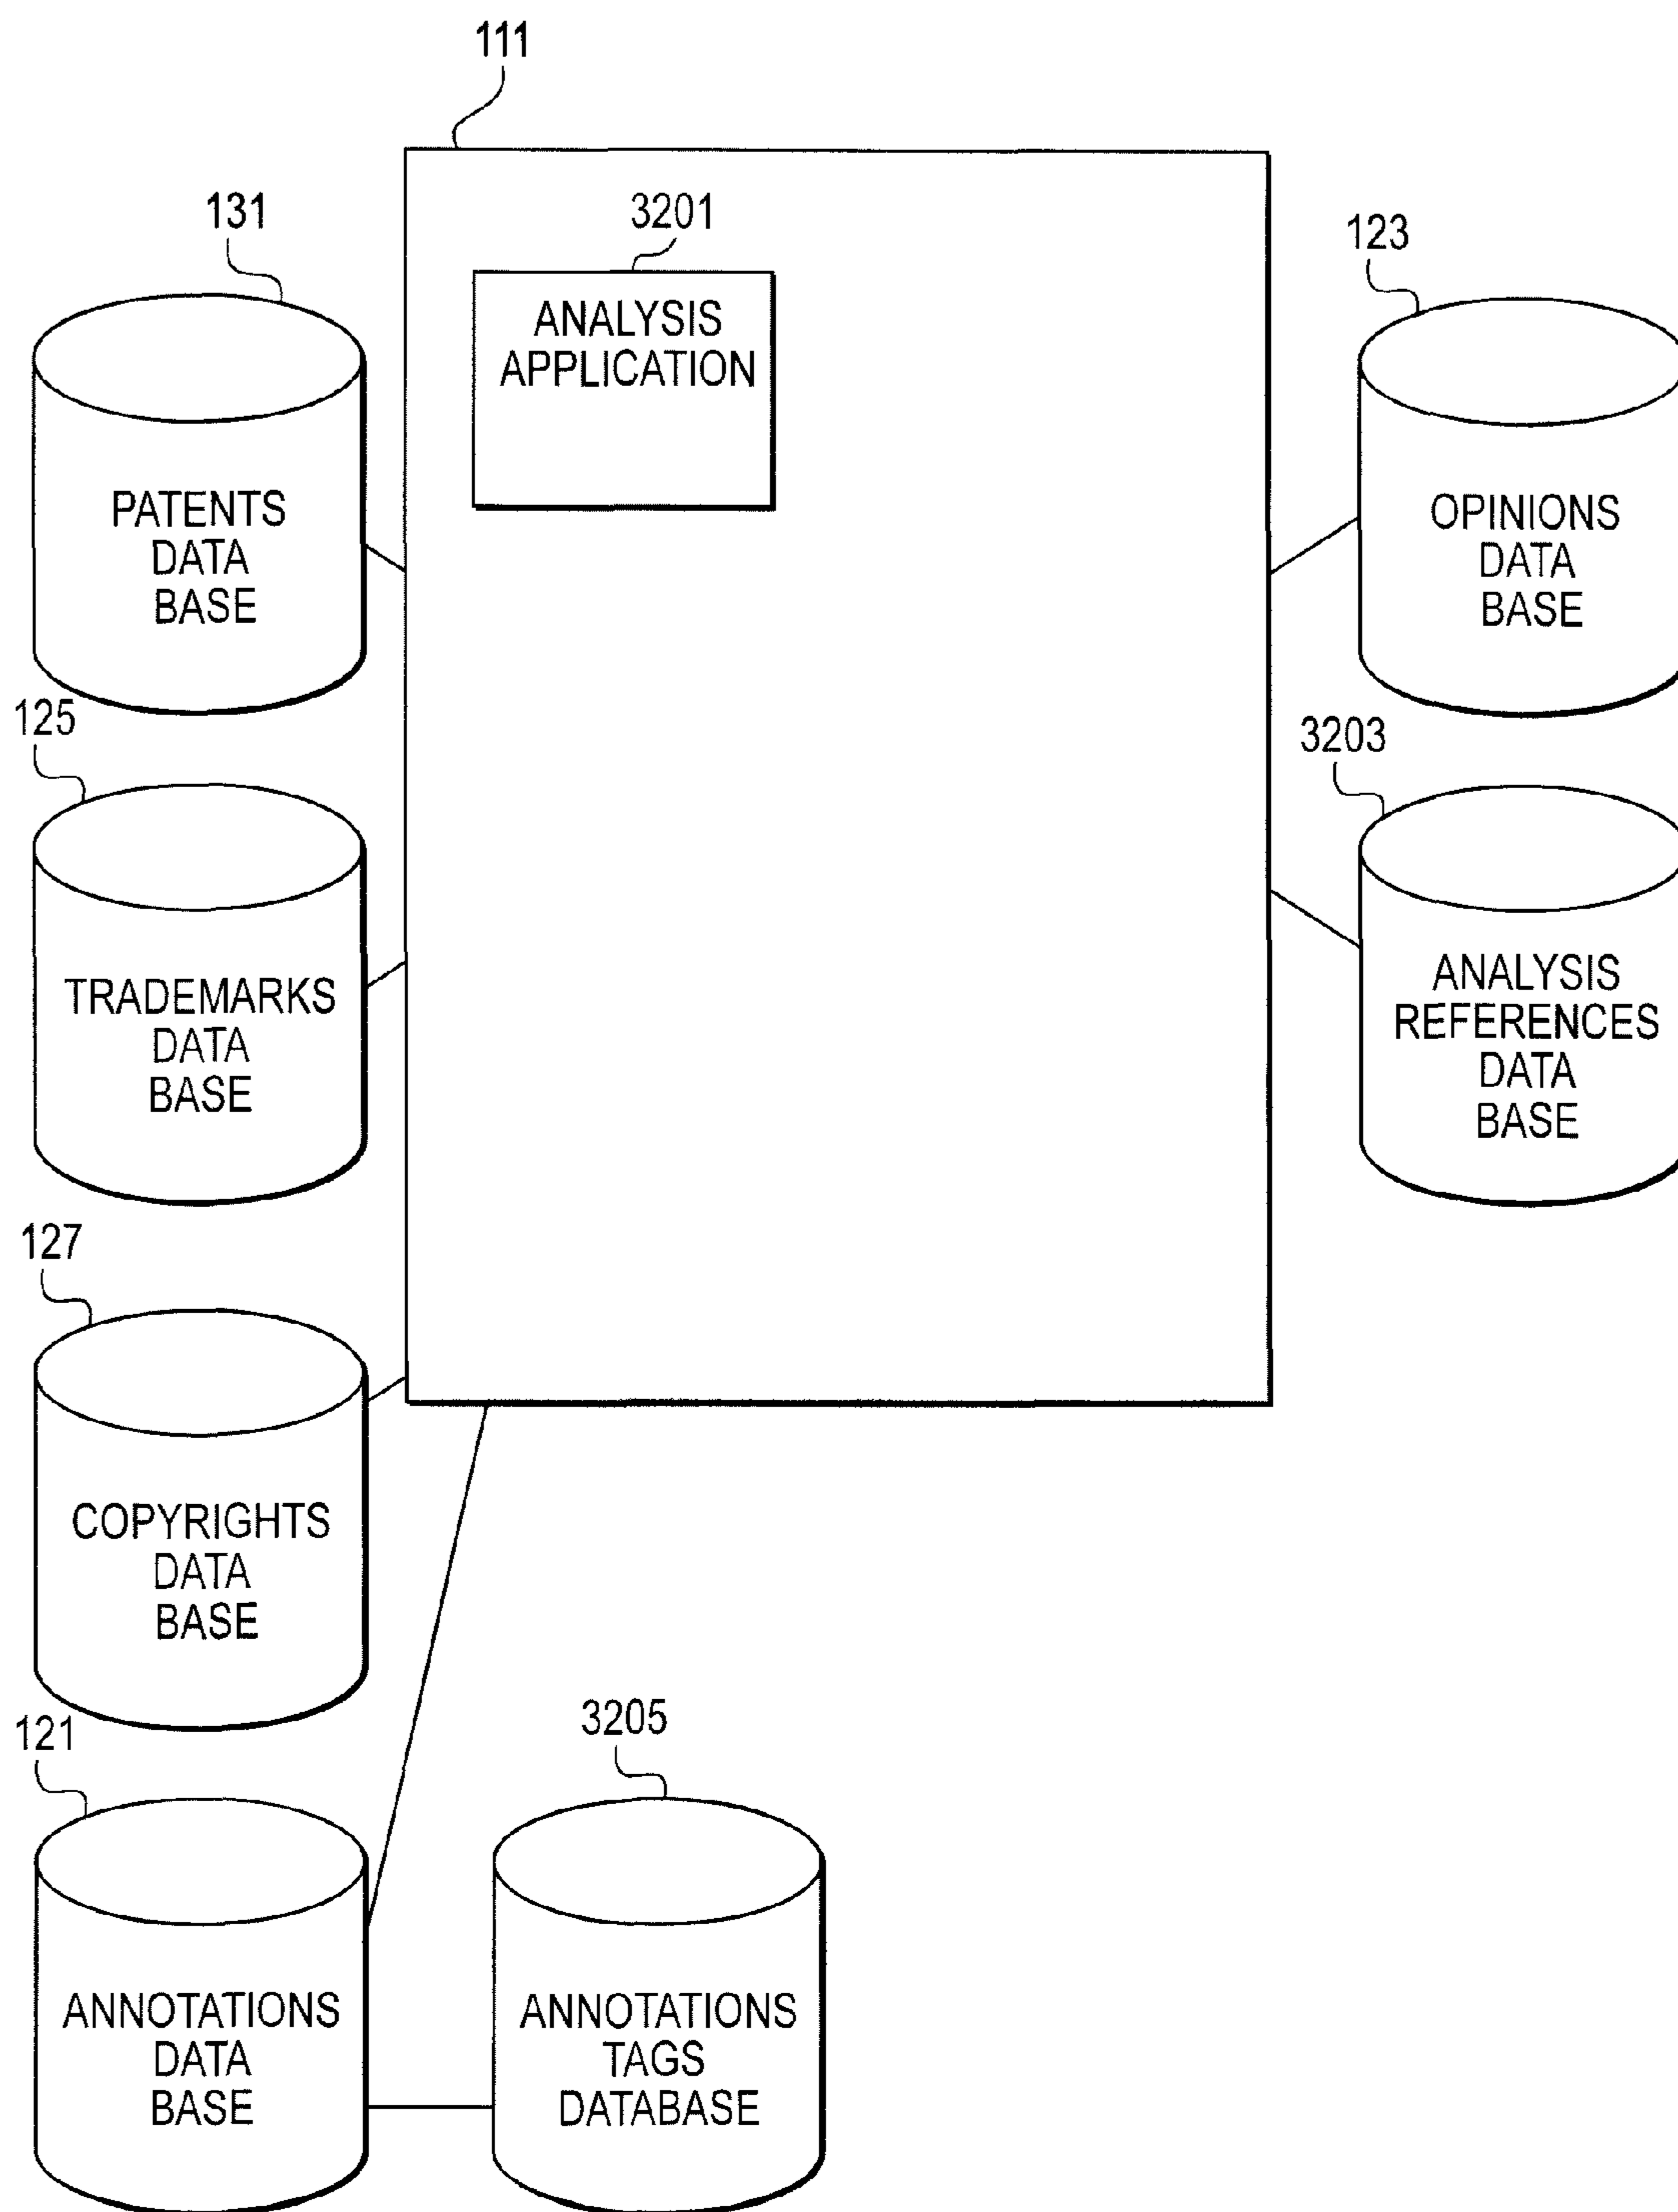 111
131
3201
123
ANALYSIS
APPLICATION
PATENTS
DATA
BASE
OPINIONS
DATA
BASE
125
3203
TRADEMARKS
DATA
BASE
ANALYSIS
REFERENCES
DATA
BASE
127
COPYRIGHTS
DATA
BASE
121
3205
ANNOTATIONS
DATA
BASE
ANNOTATIONS
TAGS
DATABASE